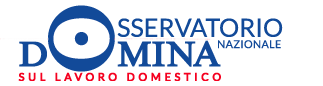 OSSERVATORIO
NAZIONALE
DOMINA
SUL LAVORO DOMESTICO